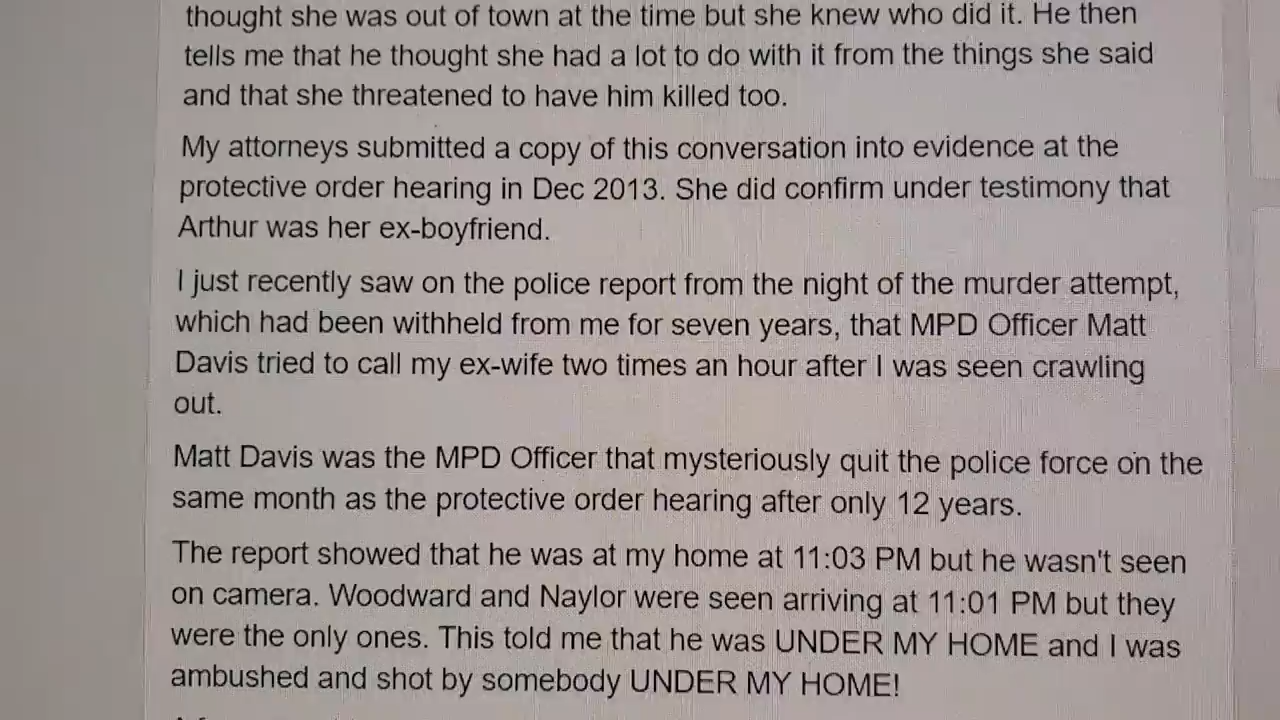 thought she was out of town at the time but she knew who did it. He then
tells me that he thought she had a lot to do with it from the things she said
and that she threatened to have him killed too.
My attorneys submitted a copy of this conversation into evidence at the
protective order hearing in Dec 2013. She did confirm under testimony that
Arthur was her ex-boyfriend.
I just recently saw on the police report from the night of the murder attempt,
which had been withheld from me for seven years, that MPD Officer Matt
Davis tried to call my ex-wife two times an hour after I was seen crawling
out.
Matt Davis was the MPD Officer that mysteriously quit the police force on the
same month as the protective order hearing after only 12 years.
The report showed that he was at my home at 11:03 PM but he wasn't seen
on camera. Woodward and Naylor were seen arriving at 11:01 PM but they
were the only ones. This told me that he was UNDER MY HOME and I was
ambushed and shot by somebody UNDER MY HOME!